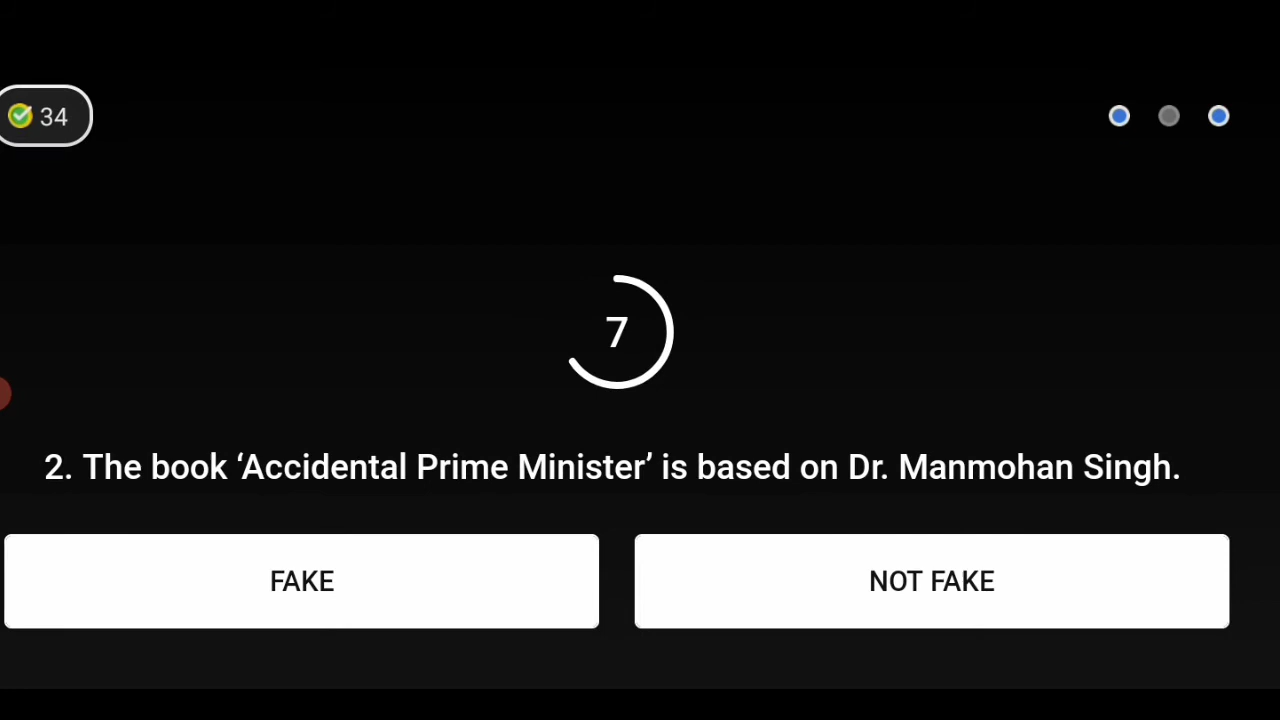 34
7
2. The book ‘Accidental Prime Minister’ is based on Dr. Manmohan Singh.
FAKE
NOT FAKE